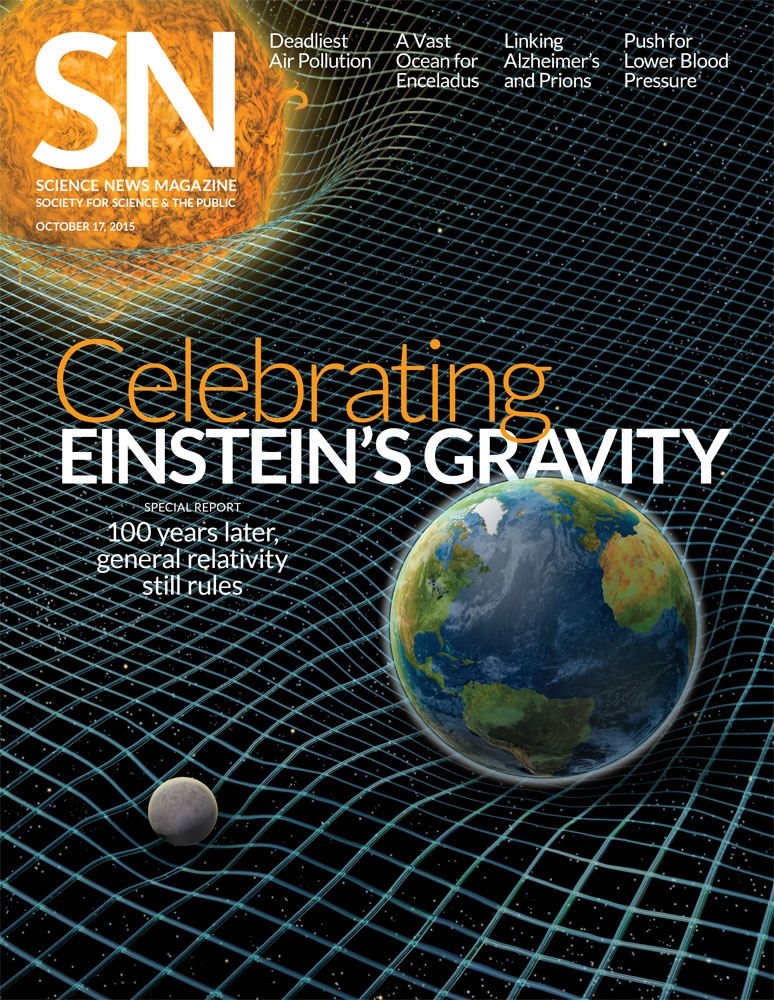 SN
SCIENCE NEWS MAGAZINE
SOCIETY FOR SCIENCE & THE PUBLIC
OCTOBER 17, 2015
Deadliest
Air Pollution
A Vast
Ocean for
Enceladus
Linking
Alzheimer's
and Prions
Push for
Lower Blood
Pressure
Celebrating
EINSTEIN'S GRAVITY
SPECIAL REPORT
100 years later,
general relativity
still rules